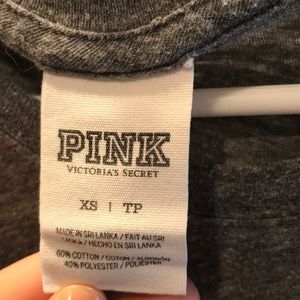 PINK
VICTORIA'S SECRET
XS | TP
MADE IN SRI LANKA / FAIT AU SRI
LANKA / HECHO EN SRI LANKA
60% COTTON / COTON / ALGODÓN
40% POLYESTER / POLIESTER